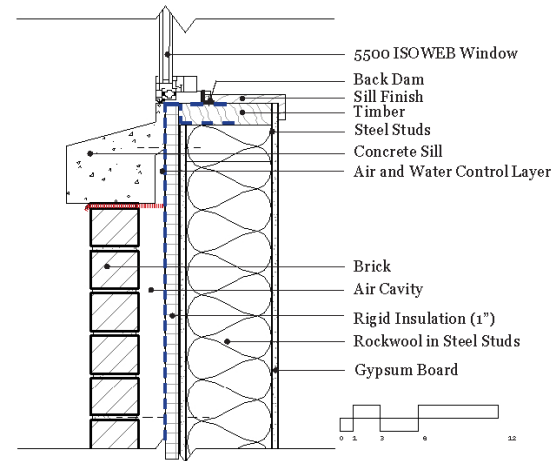 5500 ISOWEB Window
Back Dam
Sill Finish
Timber
Steel Studs
Concrete Sill
Air and Water Control Layer
Brick
Air Cavity
Rigid Insulation (1”)
Rockwool in Steel Studs
Gypsum Board
0 1 3 6 12